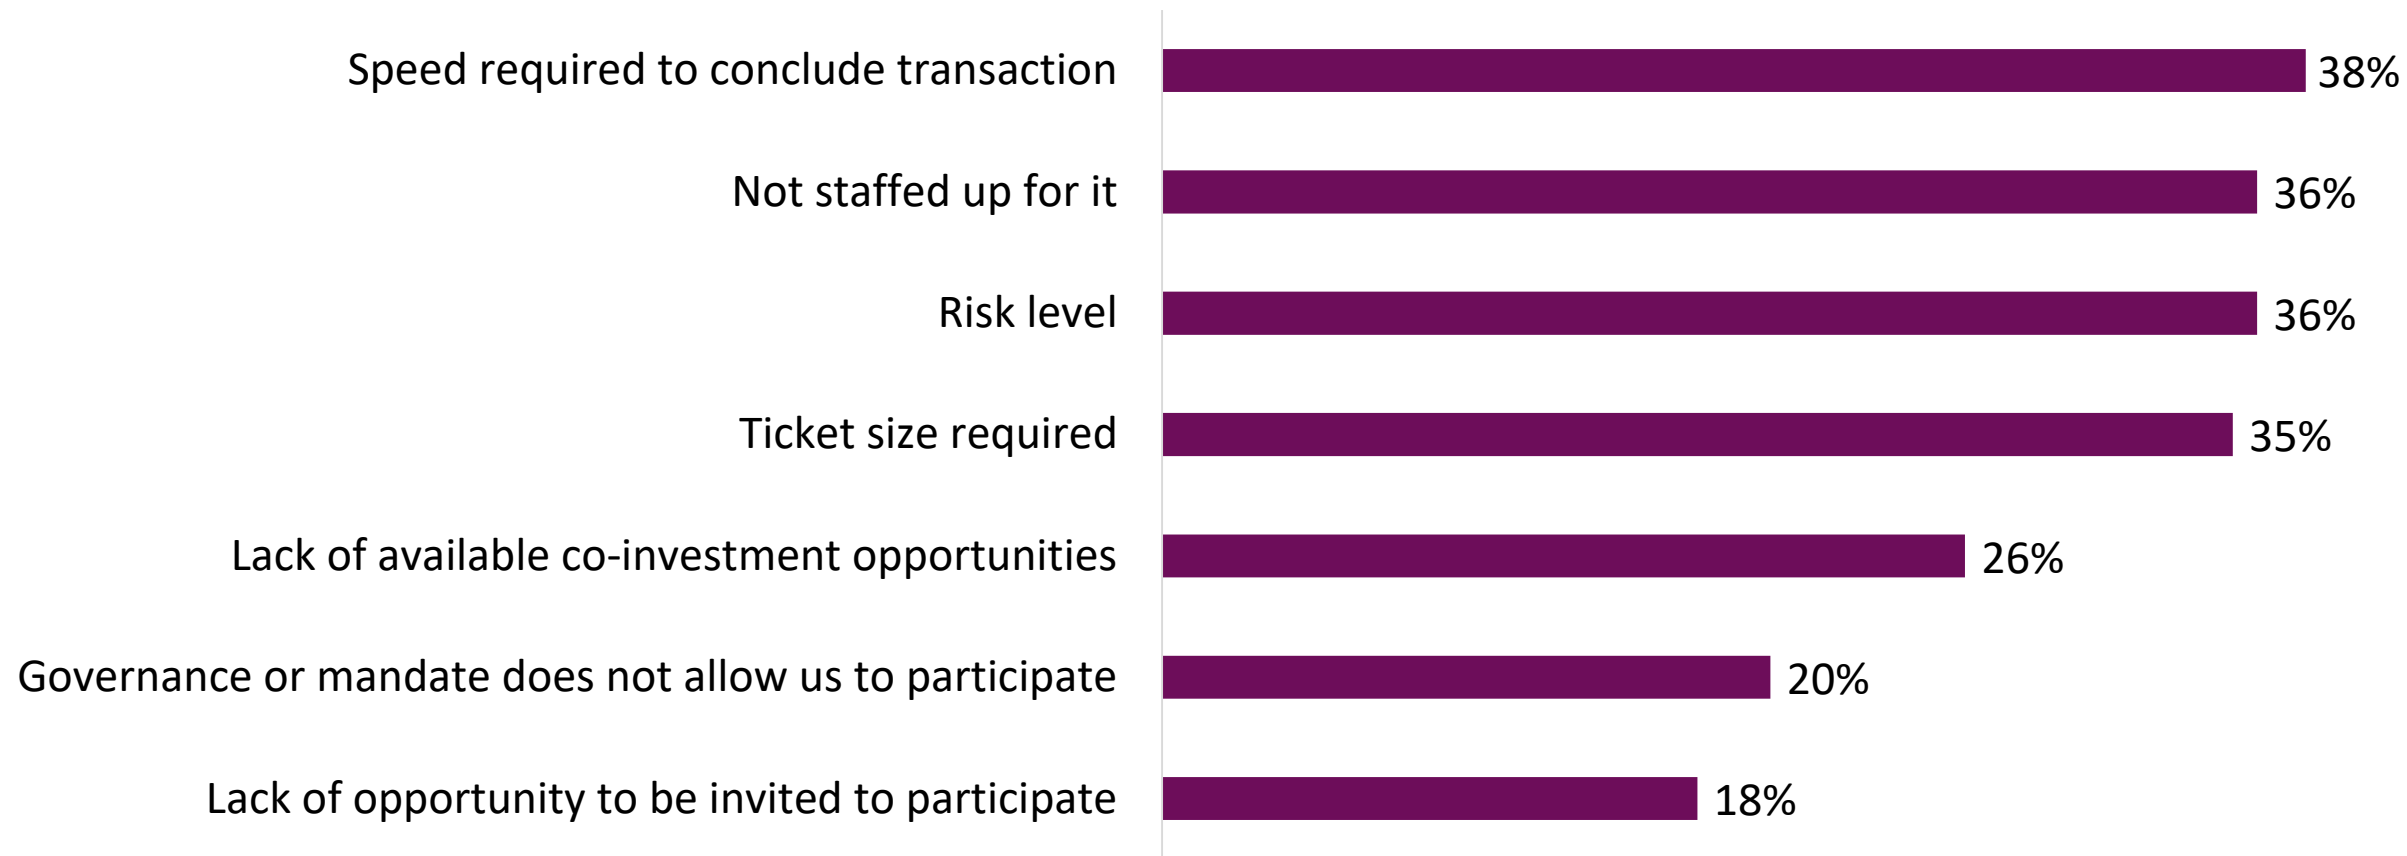 Speed required to conclude transaction 38%
Not staffed up for it 36%
Risk level 36%
Ticket size required 35%
Lack of available co-investment opportunities 26%
Governance or mandate does not allow us to participate 20%
Lack of opportunity to be invited to participate 18%